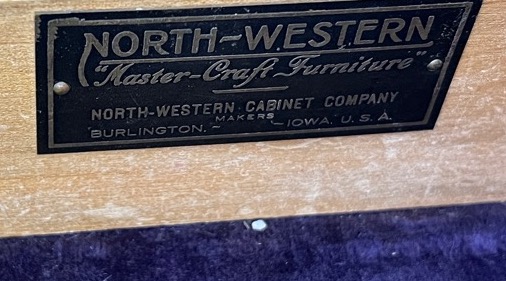 NORTH-WESTERN
"Master-Craft Furniture"
NORTH-WESTERN CABINET COMPANY
MAKERS
BURLINGTON. ~ ~ IOWA. U. S. A.